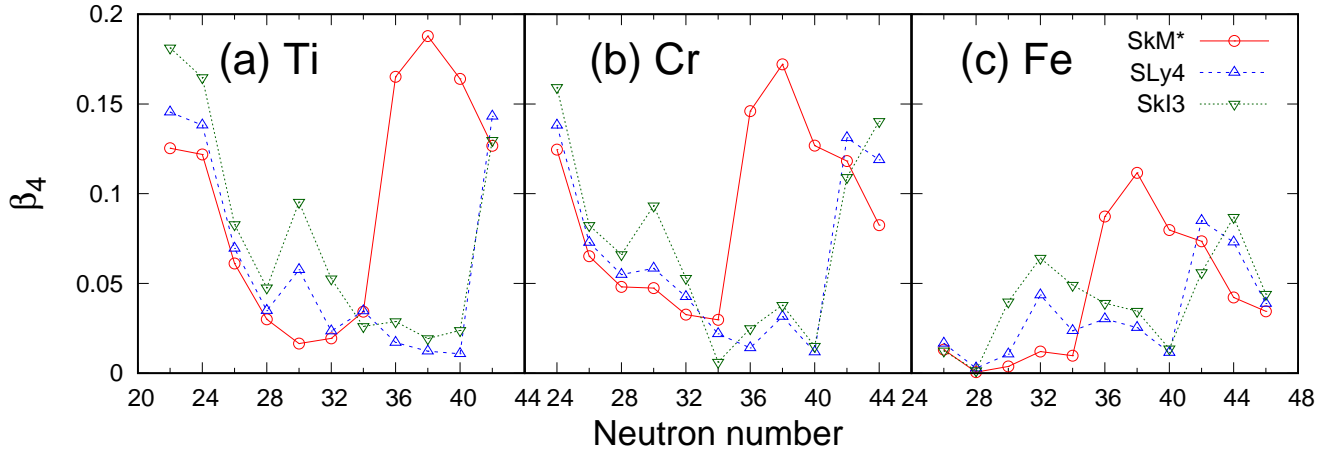 β4
0.2
0.15
0.1
0.05
0
(a) Ti
(b) Cr
(c) Fe
SkM*
SLy4
SkI3
20 24 28 32 36 40 44
24 28 32 36 40 44
24 28 32 36 40 44 48
Neutron number